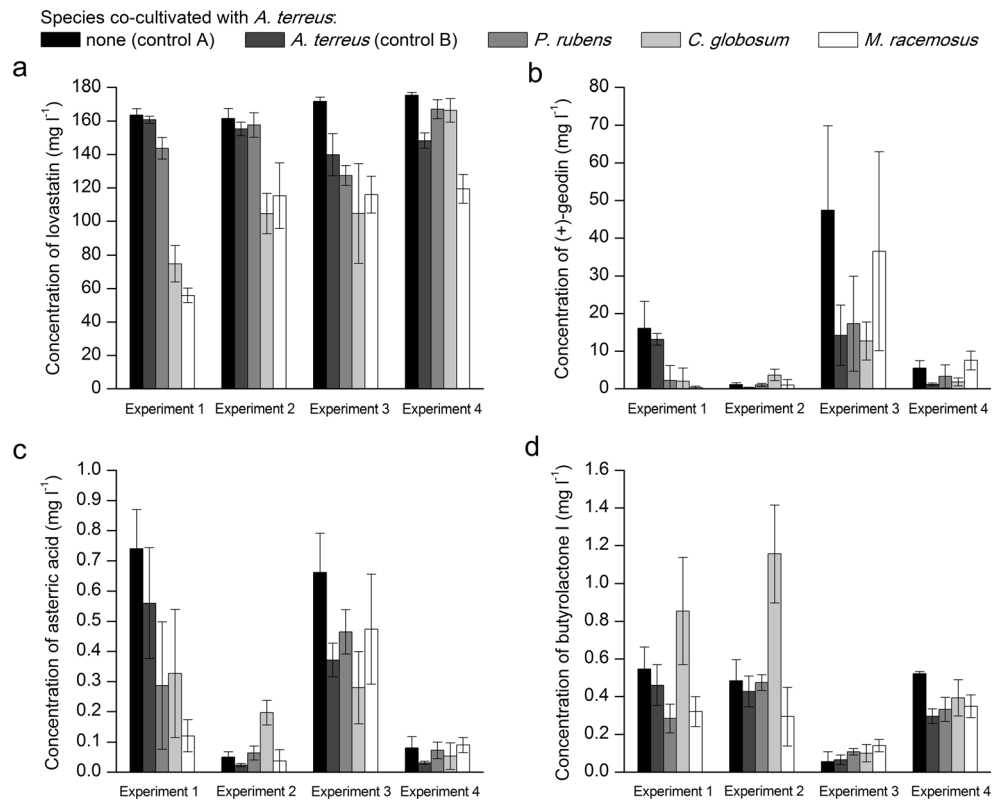 Species co-cultivated with A. terreus:
none (control A) A. terreus (control B) P. rubens C. globosum M. racemosus
a
Concentration of lovastatin (mg l⁻¹)
180
160
140
120
100
80
60
40
20
0
Experiment 1 Experiment 2 Experiment 3 Experiment 4
b
Concentration of (+)-geodin (mg l⁻¹)
80
70
60
50
40
30
20
10
0
Experiment 1 Experiment 2 Experiment 3 Experiment 4
c
Concentration of asterric acid (mg l⁻¹)
1.0
0.9
0.8
0.7
0.6
0.5
0.4
0.3
0.2
0.1
0.0
Experiment 1 Experiment 2 Experiment 3 Experiment 4
d
Concentration of butyrolactone I (mg l⁻¹)
1.6
1.4
1.2
1.0
0.8
0.6
0.4
0.2
0.0
Experiment 1 Experiment 2 Experiment 3 Experiment 4